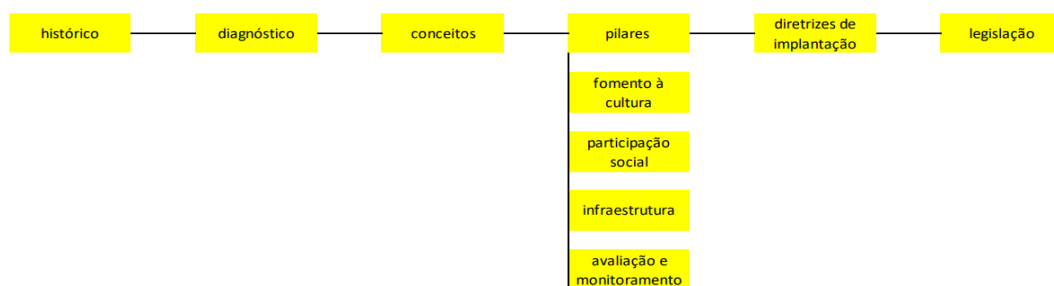 histórico
diagnóstico
conceitos
pilares
diretrizes de
implantação
legislação
fomento à
cultura
participação
social
infraestrutura
avaliação e
monitoramento